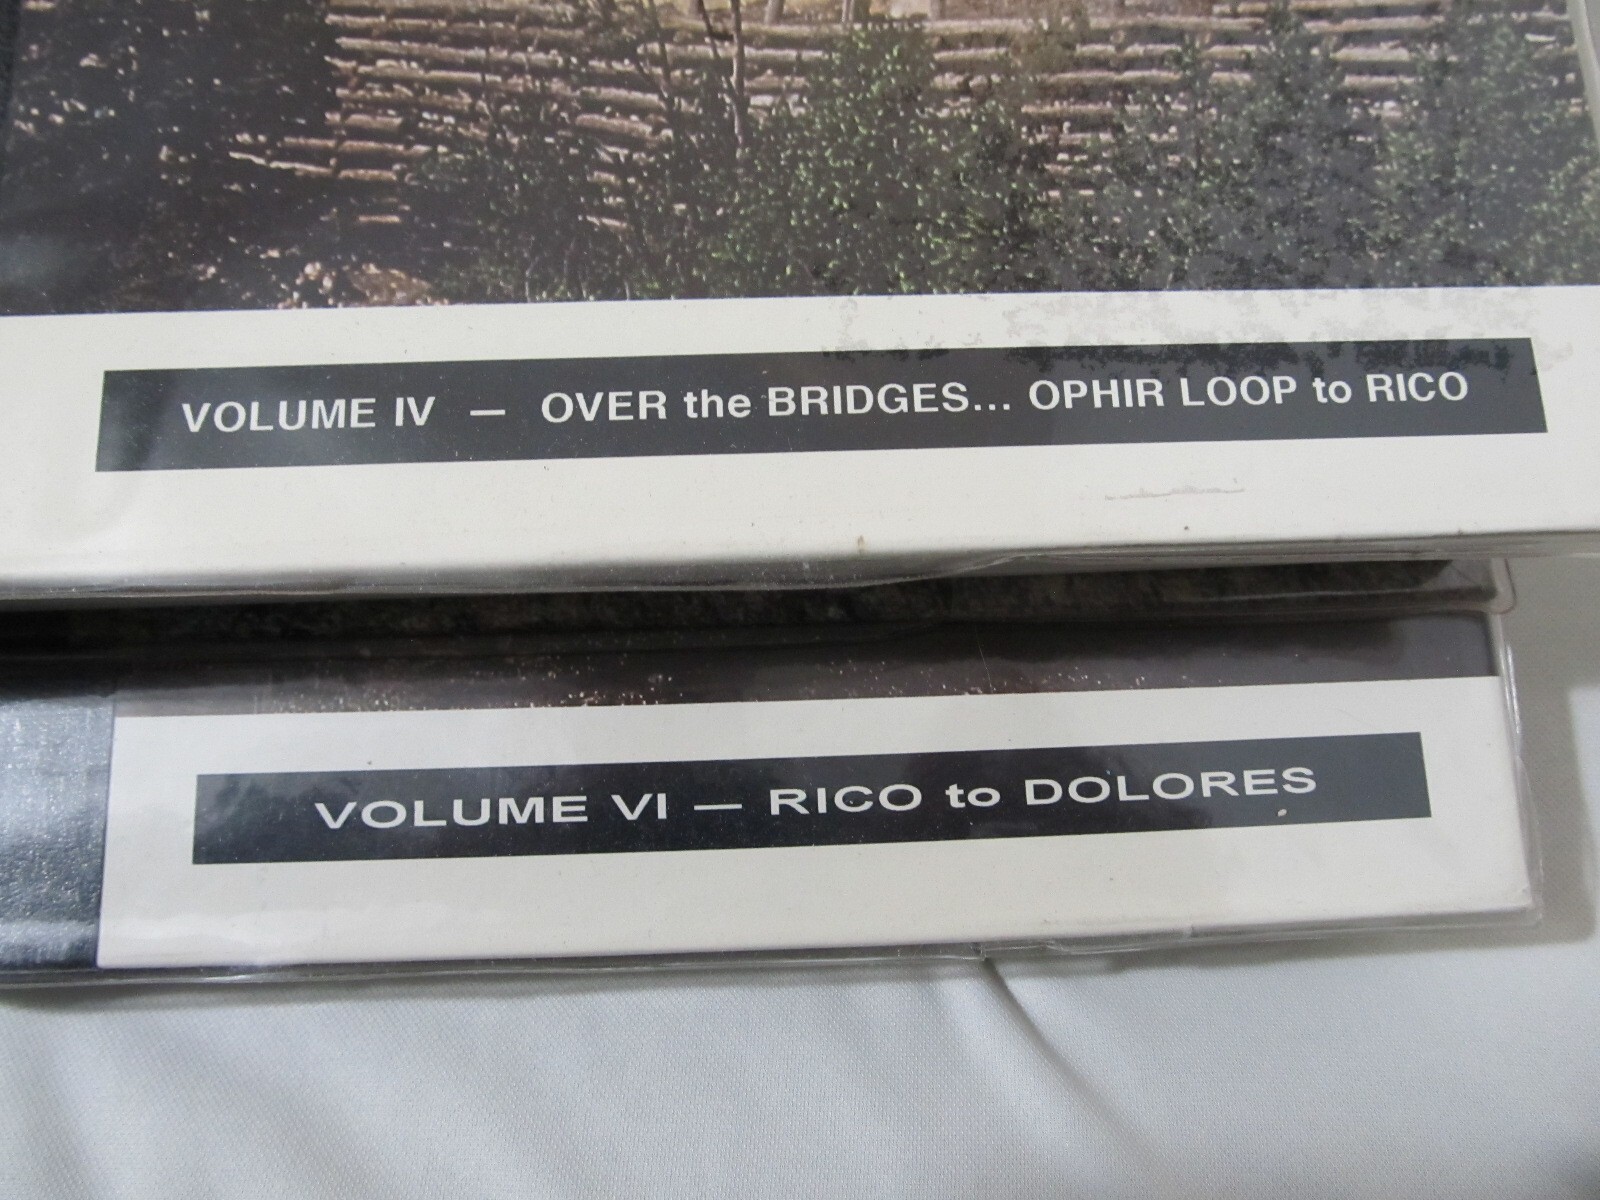 VOLUME IV — OVER the BRIDGES... OPHIR LOOP to RICO
VOLUME VI — RICO to DOLORES